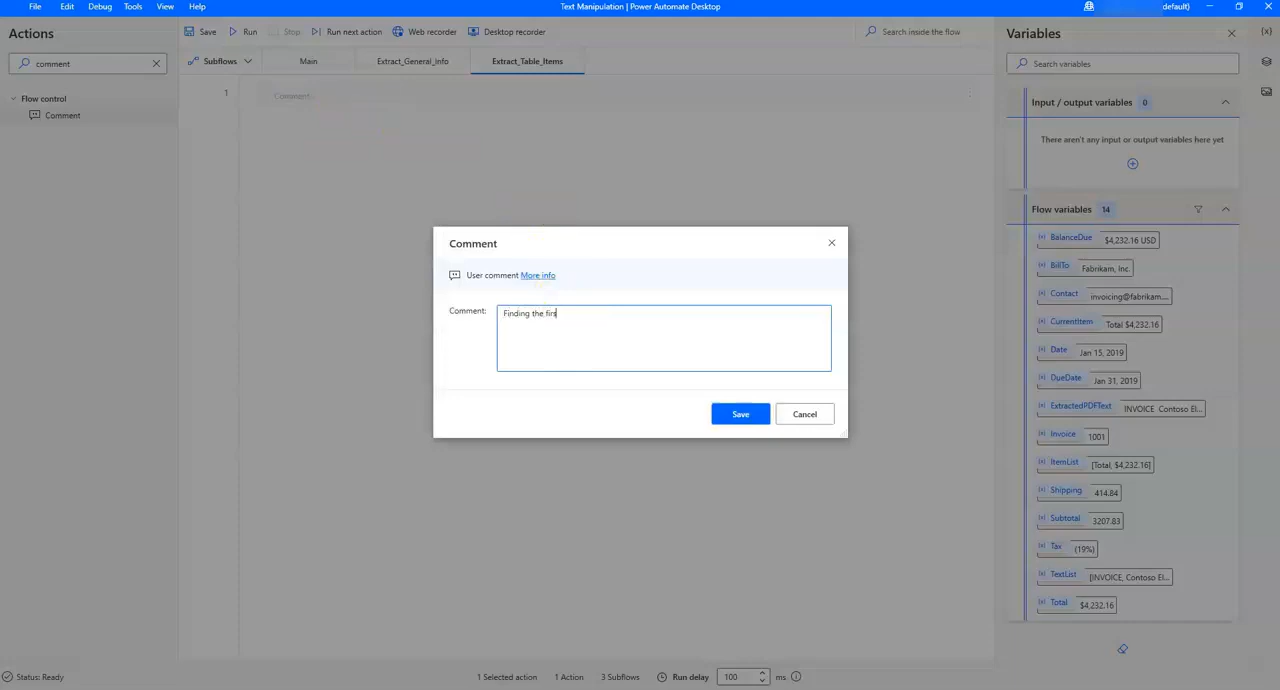 File Edit Debug Tools View Help
Text Manipulation | Power Automate Desktop
default)
Actions
comment
Flow control
Comment
Save Run Stop Run next action Web recorder Desktop recorder
Search inside the flow
Subflows Main Extract_General_Info Extract_Table_Items
1 Comment
Comment
User comment More info
Comment:
Finding the firs
Save Cancel
Variables
Search variables
Input / output variables 0
There aren't any input or output variables here yet
Flow variables 14
BalanceDue $4,232.16 USD
BillTo Fabrikam, Inc.
Contact invoicing@fabrikam....
CurrentItem Total $4,232.16
Date Jan 15, 2019
DueDate Jan 31, 2019
ExtractedPDFText INVOICE Contoso El...
Invoice 1001
ItemList [Total, $4,232.16]
Shipping 414.84
Subtotal 3207.83
Tax (19%)
TextList [INVOICE, Contoso El...
Total $4,232.16
Status: Ready
1 Selected action 1 Action 3 Subflows Run delay 100 ms